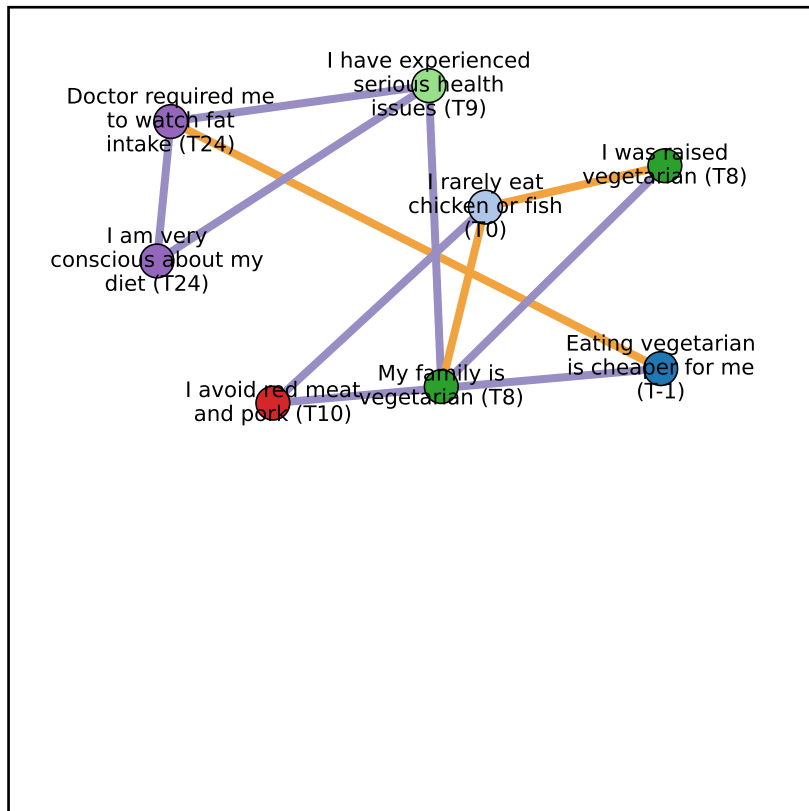 I have experienced
serious health
issues (T9)
Doctor required me
to watch fat
intake (T24)
I was raised
vegetarian (T8)
I rarely eat
chicken or fish
(T0)
I am very
conscious about my
diet (T24)
Eating vegetarian
is cheaper for me
(T-1)
My family is
vegetarian (T8)
I avoid red meat
and pork (T10)